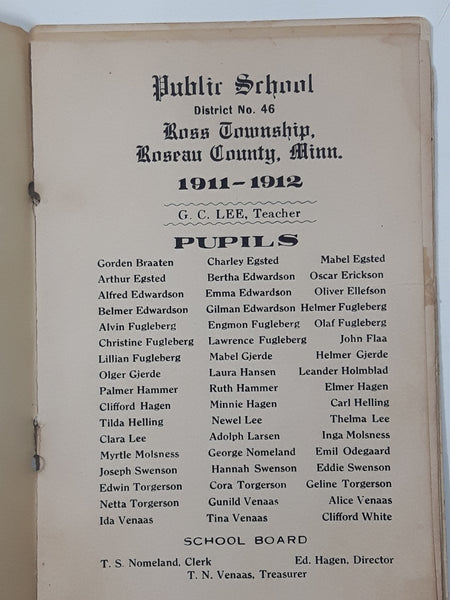 Public School
District No. 46
Ross Township,
Roseau County, Minn.
1911-1912
G. C. LEE, Teacher
PUPILS
Gorden Braaten Charley Egsted Mabel Egsted
Arthur Egsted Bertha Edwardson Oscar Erickson
Alfred Edwardson Emma Edwardson Oliver Ellefson
Belmer Edwardson Gilman Edwardson Helmer Fugleberg
Alvin Fugleberg Engmon Fugleberg Olaf Fugleberg
Christine Fugleberg Lawrence Fugleberg John Flaa
Lillian Fugleberg Mabel Gjerde Helmer Gjerde
Olger Gjerde Laura Hansen Leander Holmblad
Palmer Hammer Ruth Hammer Elmer Hagen
Clifford Hagen Minnie Hagen Carl Helling
Tilda Helling Newel Lee Thelma Lee
Clara Lee Adolph Larsen Inga Molsness
Myrtle Molsness George Nomeland Emil Odegaard
Joseph Swenson Hannah Swenson Eddie Swenson
Edwin Torgerson Cora Torgerson Geline Torgerson
Netta Torgerson Gunild Venaas Alice Venaas
Ida Venaas Tina Venaas Clifford White
SCHOOL BOARD
T. S. Nomeland, Clerk Ed. Hagen, Director
T. N. Venaas, Treasurer